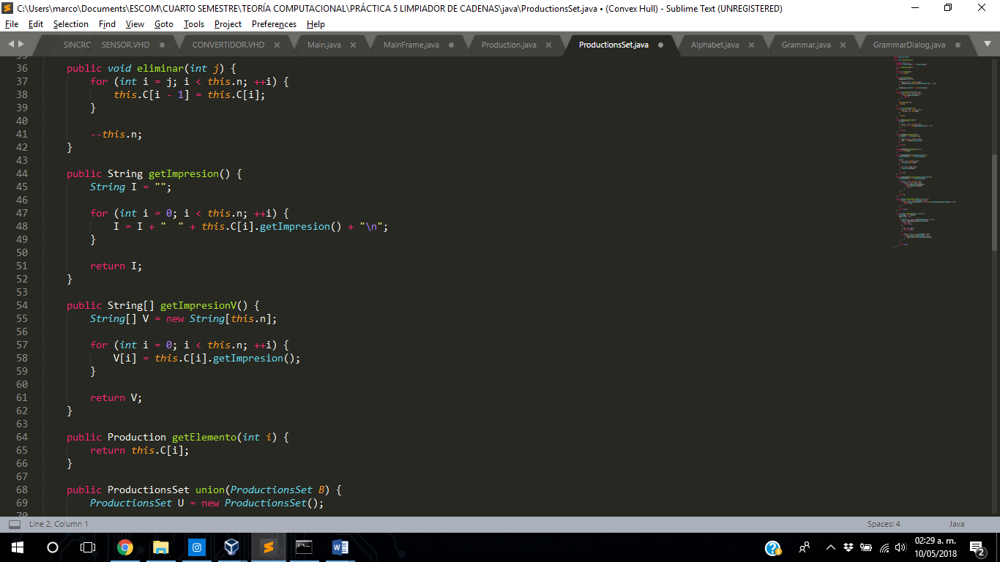 C:\Users\marco\Documents\ESCOM\CUARTO SEMESTRE\TEORÍA COMPUTACIONAL\PRÁCTICA 5 LIMPIADOR DE CADENAS\java\ProductionsSet.java • (Convex Hull) - Sublime Text (UNREGISTERED)
File Edit Selection Find View Goto Tools Project Preferences Help
SINCRO SENSOR.VHD CONVERTIDOR.VHD Main.java MainFrame.java Production.java ProductionsSet.java Alphabet.java Grammar.java GrammarDialog.java
35
36 public void eliminar(int j) {
37 for (int i = j; i < this.n; ++i) {
38 this.C[i - 1] = this.C[i];
39 }
40
41 --this.n;
42 }
43
44 public String getImpresion() {
45 String I = "";
46
47 for (int i = 0; i < this.n; ++i) {
48 I = I + "  " + this.C[i].getImpresion() + "\n";
49 }
50
51 return I;
52 }
53
54 public String[] getImpresionV() {
55 String[] V = new String[this.n];
56
57 for (int i = 0; i < this.n; ++i) {
58 V[i] = this.C[i].getImpresion();
59 }
60
61 return V;
62 }
63
64 public Production getElemento(int i) {
65 return this.C[i];
66 }
67
68 public ProductionsSet union(ProductionsSet B) {
69 ProductionsSet U = new ProductionsSet();
70
Line 2, Column 1 Spaces: 4 Java
02:29 a. m.
10/05/2018
2